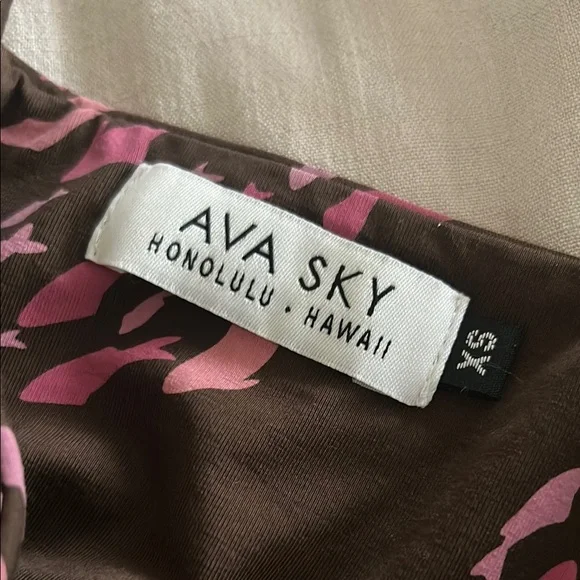 AVA SKY
HONOLULU · HAWAII
XS